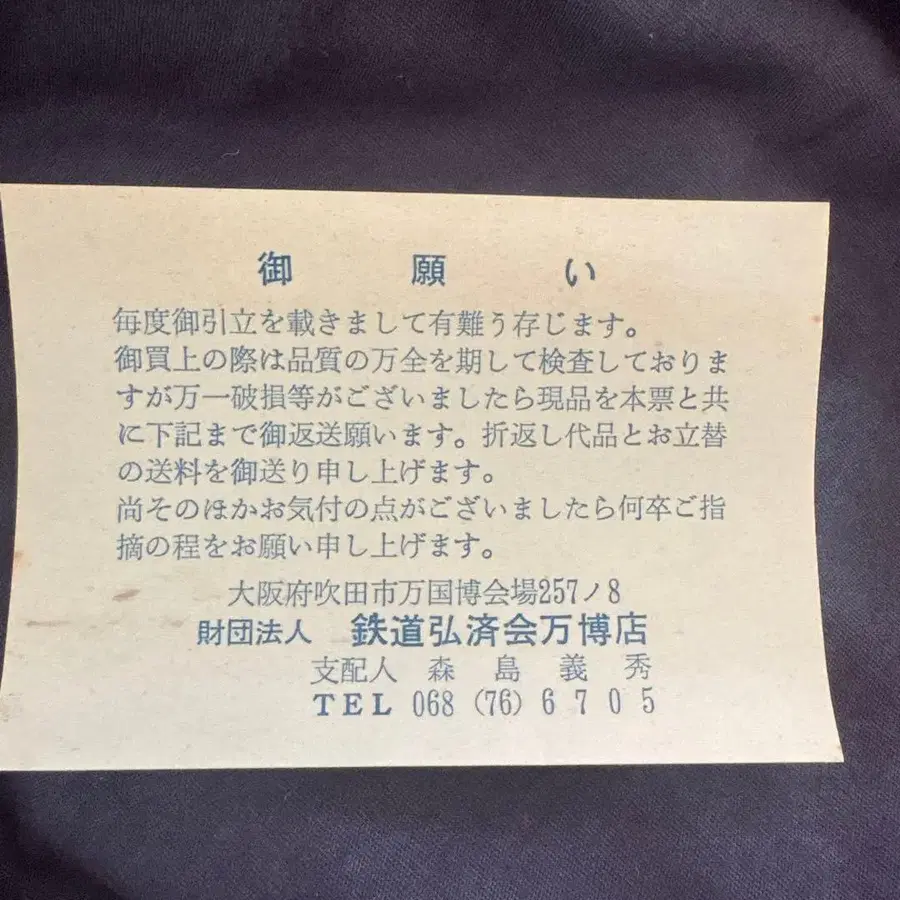 御願い
毎度御引立を載きまして有難う存じます。
御買上の際は品質の万全を期して検査しておりま
すが万一破損等がございましたら現品を本票と共
に下記まで御返送願います。折返し代品とお立替
の送料を御送り申し上げます。
尚そのほかお気付の点がございましたら何卒ご指
摘の程をお願い申し上げます。
大阪府吹田市万国博会場257ノ8
財団法人 鉄道弘済会万博店
支配人 森島義秀
TEL 068 (76) 6705